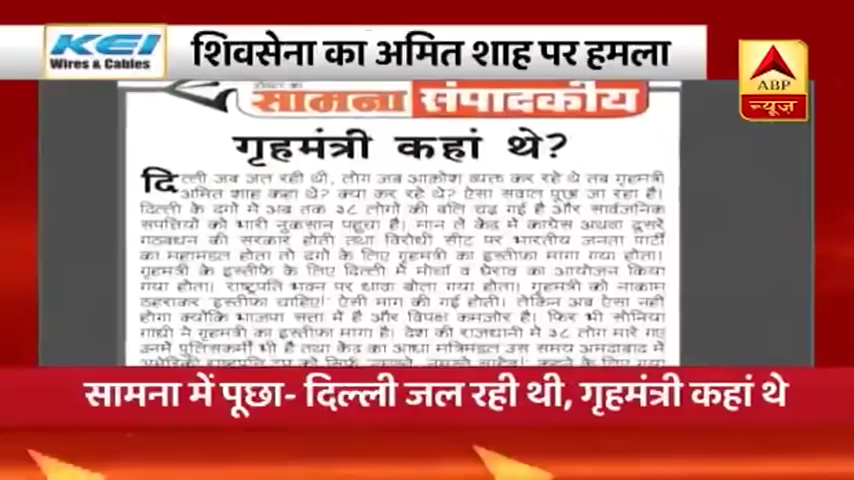 KEI
Wires & Cables
शिवसेना का अमित शाह पर हमला
ABP
न्यूज़
सामना संपादकीय
गृहमंत्री कहां थे?
दिल्ली जब जल रही थी, लोग जब आक्रोश व्यक्त कर रहे थे तब गृहमंत्री
अमित शाह कहां थे? क्या कर रहे थे? ऐसा सवाल पूछा जा रहा है।
दिल्ली के दंगों में अब तक ३८ लोगों की बलि चढ़ गई है और सार्वजनिक
संपत्तियों को भारी नुकसान पहुंचा है। मान लें केंद्र में कांग्रेस अथवा दूसरे
गठबंधन की सरकार होती तथा विरोधी सीट पर भारतीय जनता पार्टी
का महामंडल होता तो दंगों के लिए गृहमंत्री का इस्तीफा मांगा गया होता।
गृहमंत्री के इस्तीफे के लिए दिल्ली में मोर्चा व घेराव का आयोजन किया
गया होता। राष्ट्रपति भवन पर धावा बोला गया होता। गृहमंत्री को नाकाम
ठहराकर 'इस्तीफा चाहिए!' ऐसी मांग की गई होती। लेकिन अब ऐसा नहीं
होगा क्योंकि भाजपा सत्ता में है और विपक्ष कमजोर है। फिर भी सोनिया
गांधी ने गृहमंत्री का इस्तीफा मांगा है। देश की राजधानी में ३८ लोग मारे गए
उनमें पुलिसकर्मी भी हैं तथा केंद्र का आधा मंत्रिमंडल उस समय अमदाबाद में
सामना में पूछा- दिल्ली जल रही थी, गृहमंत्री कहां थे